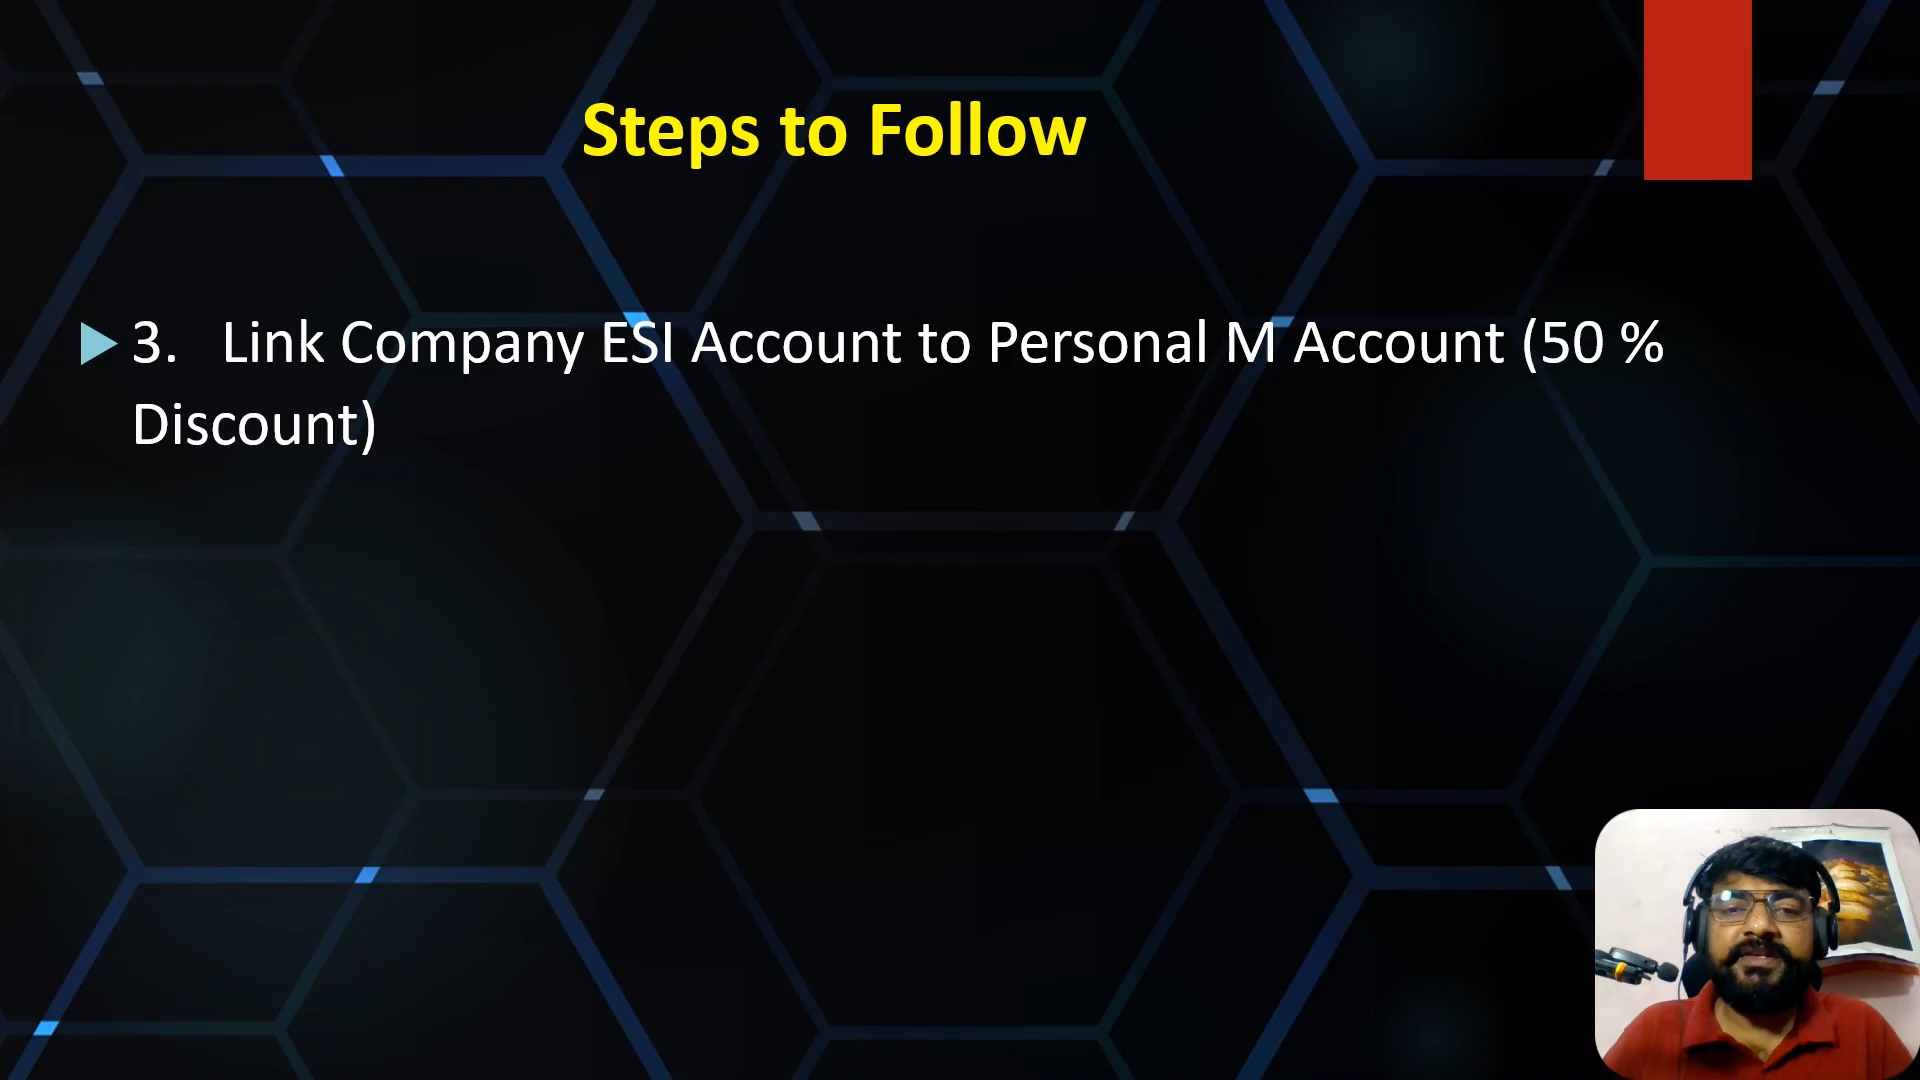 Steps to Follow
3. Link Company ESI Account to Personal M Account (50 %
Discount)